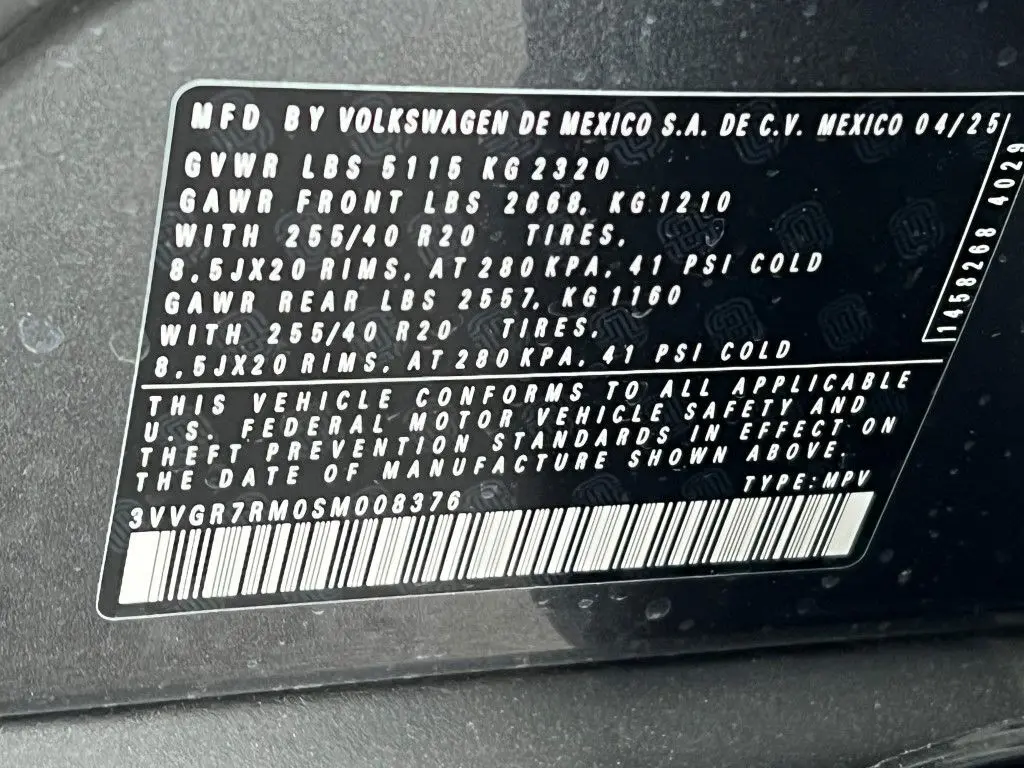 MFD BY VOLKSWAGEN DE MEXICO S.A. DE C.V. MEXICO 04/25
GVWR LBS 5115 KG 2320
GAWR FRONT LBS 2668, KG 1210
WITH 255/40 R20 TIRES,
8,5JX20 RIMS, AT 280 KPA, 41 PSI COLD
GAWR REAR LBS 2557, KG 1160
WITH 255/40 R20 TIRES,
8,5JX20 RIMS, AT 280 KPA, 41 PSI COLD
1458268 4029
THIS VEHICLE CONFORMS TO ALL APPLICABLE
U.S. FEDERAL MOTOR VEHICLE SAFETY AND
THEFT PREVENTION STANDARDS IN EFFECT ON
THE DATE OF MANUFACTURE SHOWN ABOVE.
TYPE:MPV
3VVGR7RM0SM008376